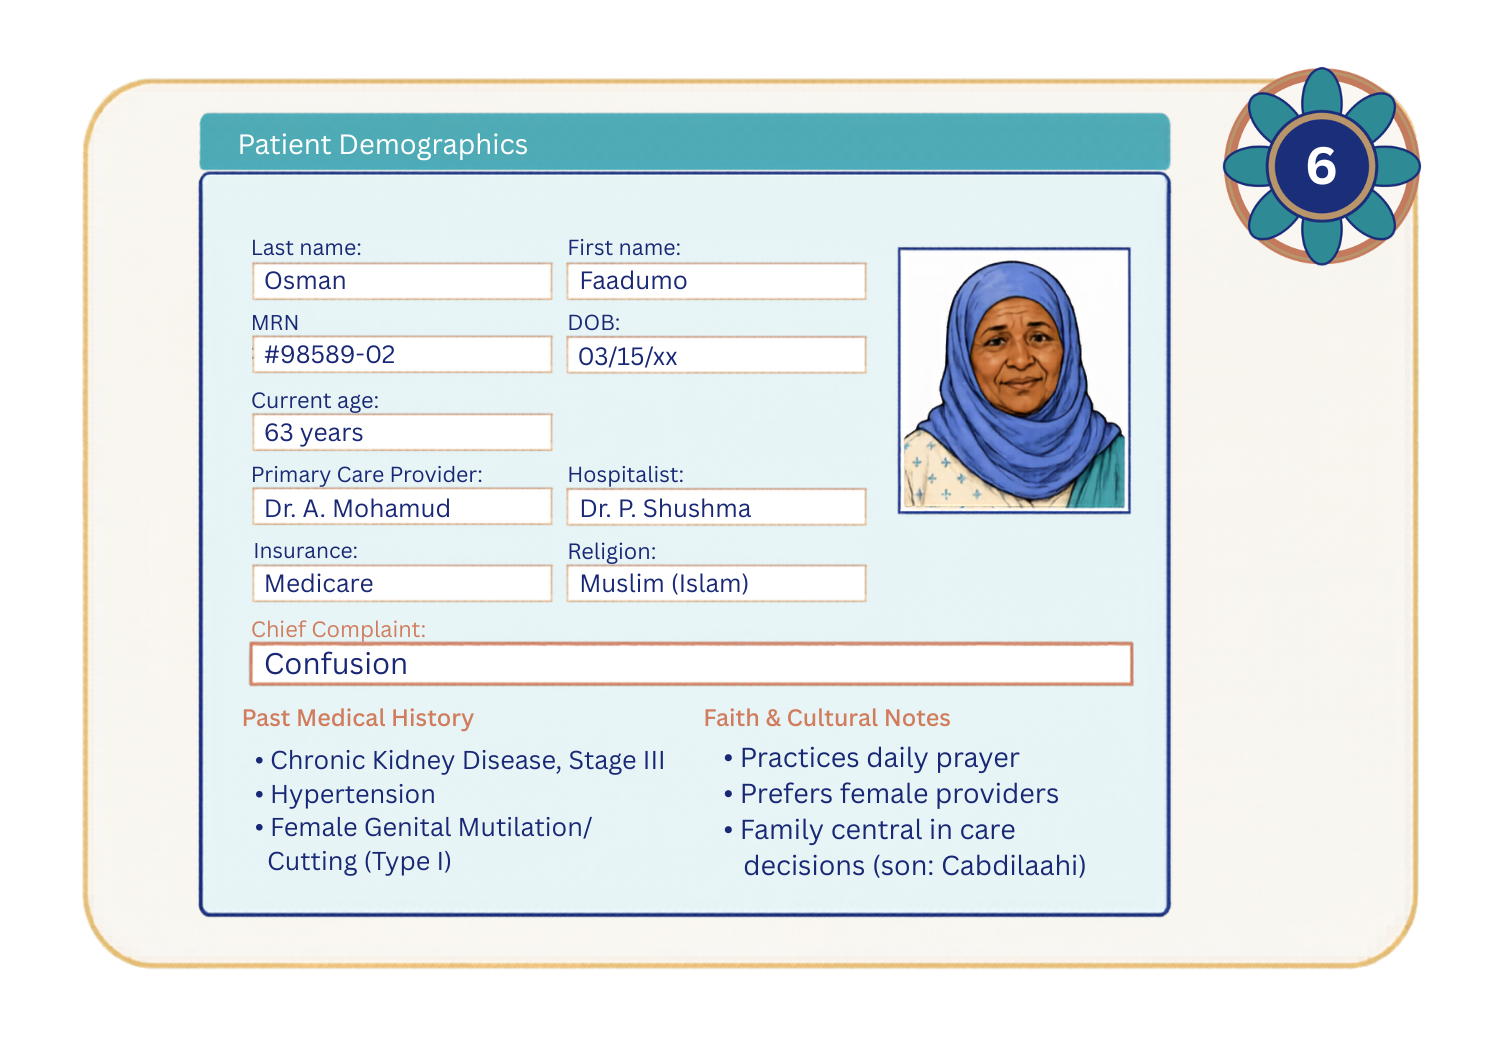 Patient Demographics
6
Last name:
Osman
First name:
Faadumo
MRN
#98589-02
DOB:
03/15/xx
Current age:
63 years
Primary Care Provider:
Dr. A. Mohamud
Hospitalist:
Dr. P. Shushma
Insurance:
Medicare
Religion:
Muslim (Islam)
Chief Complaint:
Confusion
Past Medical History
• Chronic Kidney Disease, Stage III
• Hypertension
• Female Genital Mutilation/
Cutting (Type I)
Faith & Cultural Notes
• Practices daily prayer
• Prefers female providers
• Family central in care
decisions (son: Cabdilaahi)